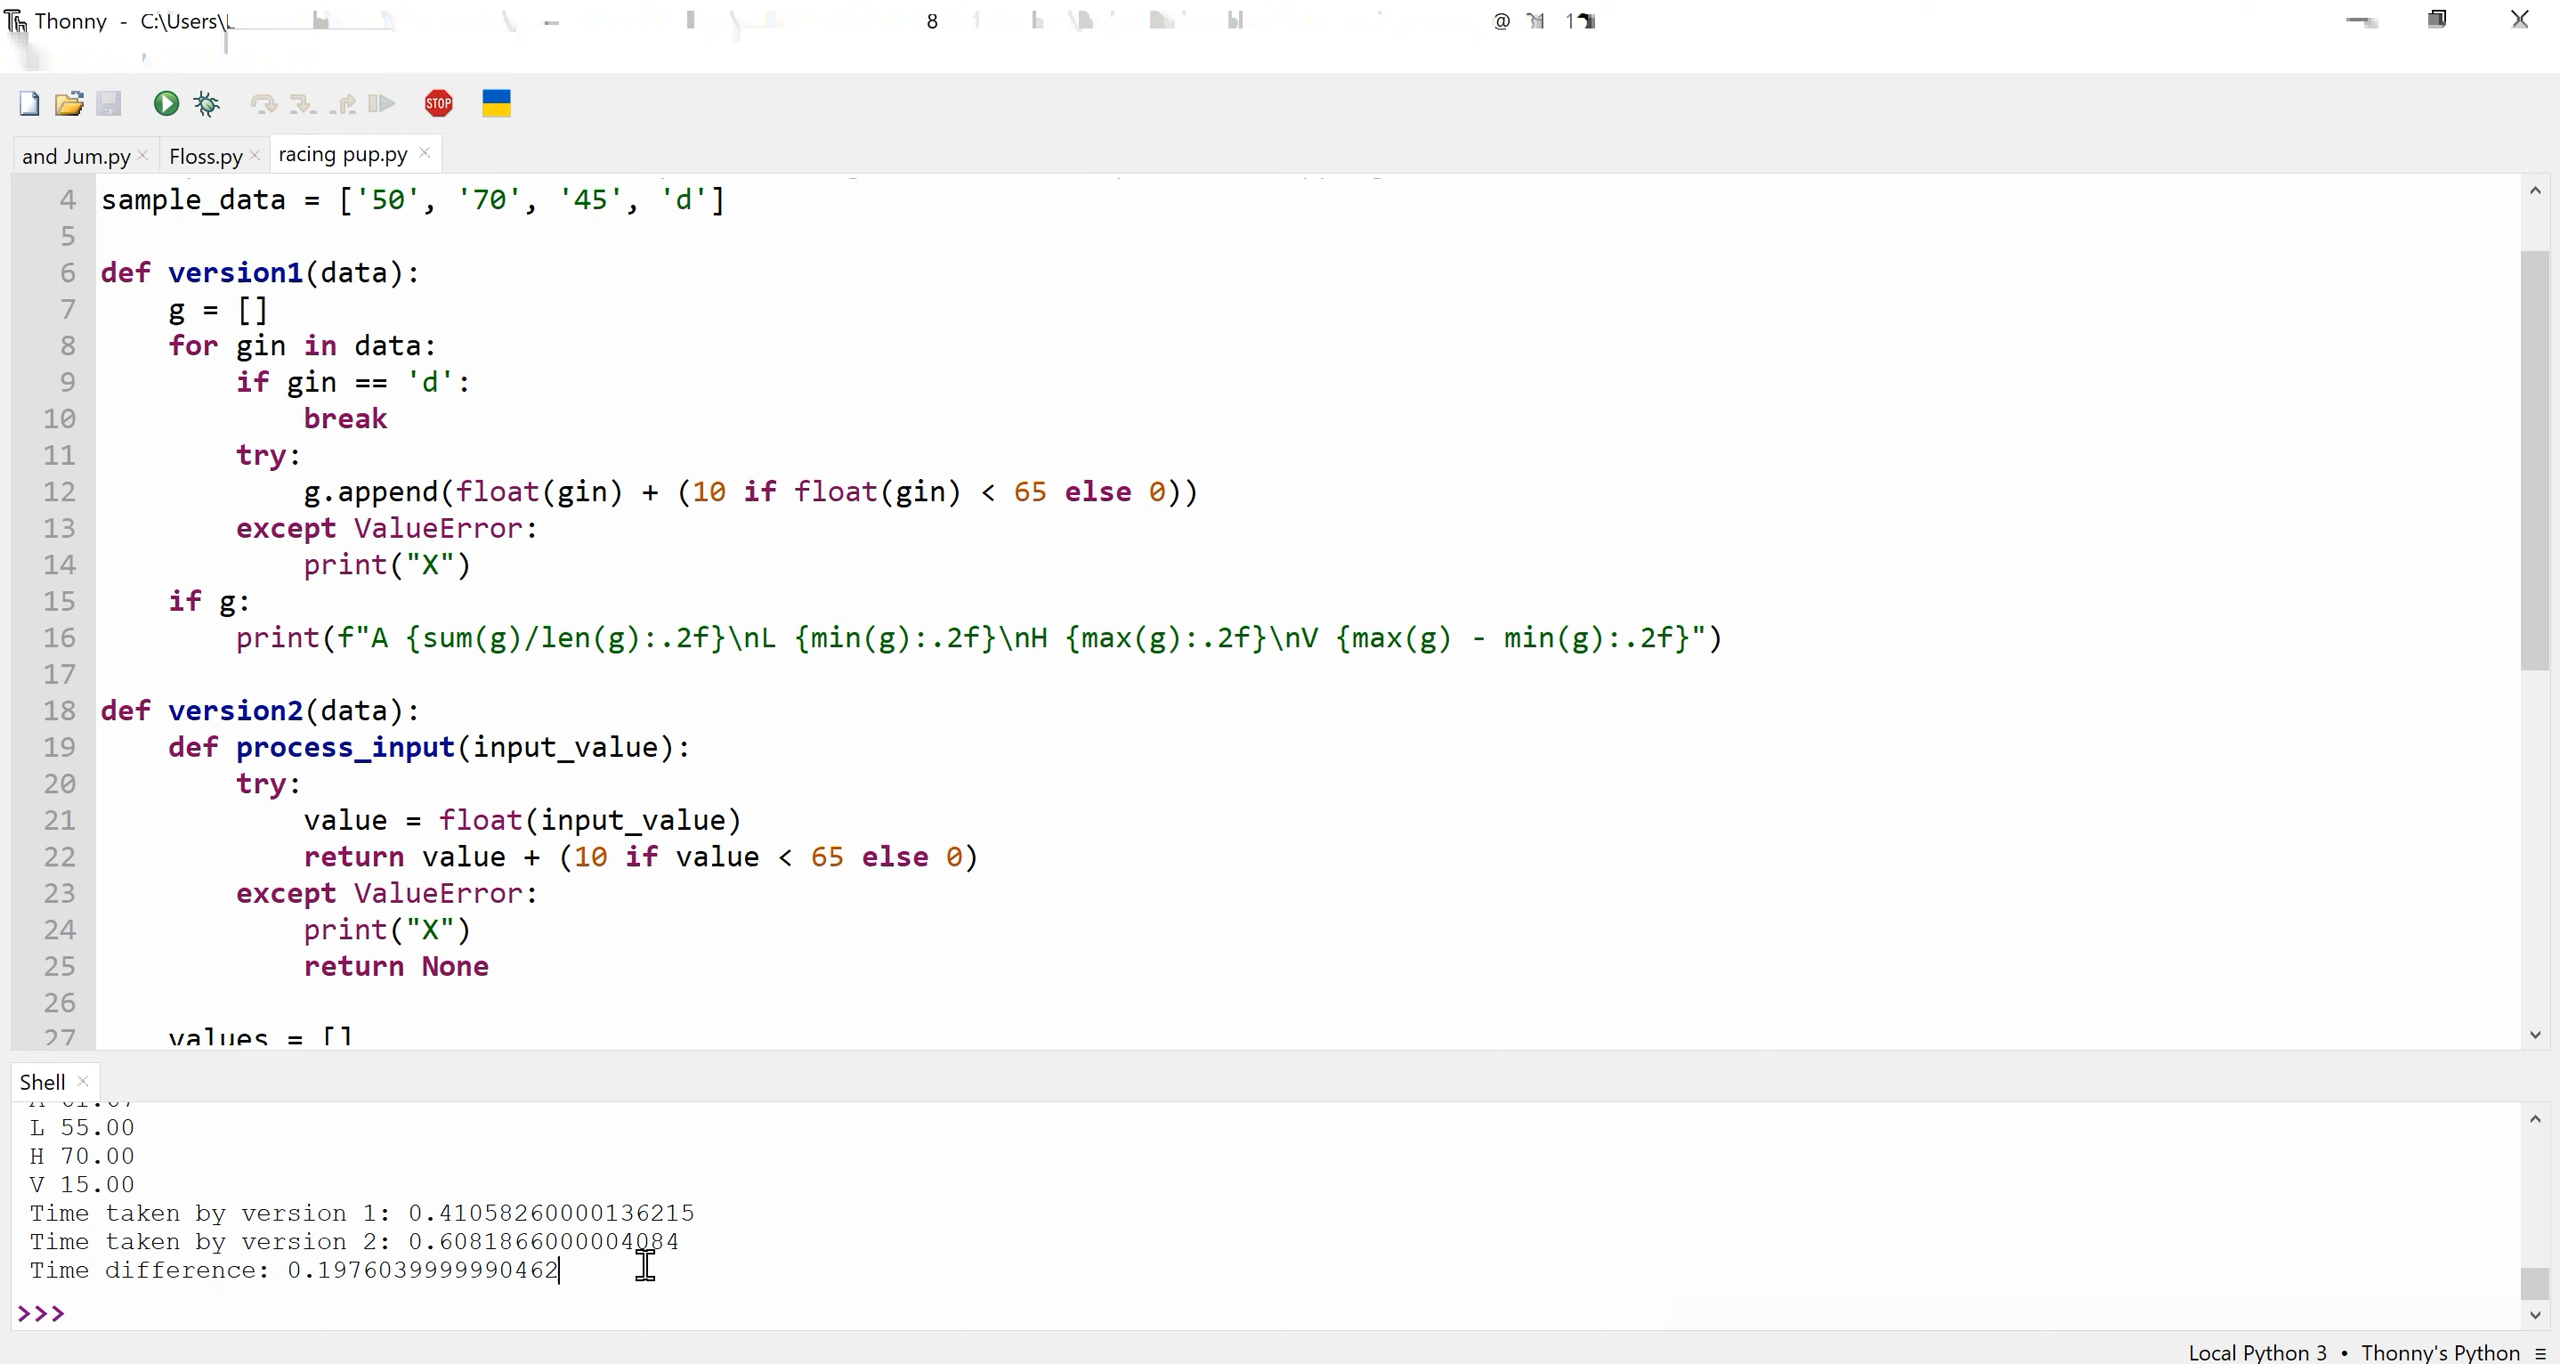 Thonny - C:\Users\
and Jum.py × Floss.py × racing pup.py ×
4 sample_data = ['50', '70', '45', 'd']
5
6 def version1(data):
7     g = []
8     for gin in data:
9         if gin == 'd':
10             break
11         try:
12             g.append(float(gin) + (10 if float(gin) < 65 else 0))
13         except ValueError:
14             print("X")
15     if g:
16         print(f"A {sum(g)/len(g):.2f}\nL {min(g):.2f}\nH {max(g):.2f}\nV {max(g) - min(g):.2f}")
17
18 def version2(data):
19     def process_input(input_value):
20         try:
21             value = float(input_value)
22             return value + (10 if value < 65 else 0)
23         except ValueError:
24             print("X")
25             return None
26
27     values = []
Shell ×
L 55.00
H 70.00
V 15.00
Time taken by version 1: 0.41058260000136215
Time taken by version 2: 0.6081866000004084
Time difference: 0.1976039999990462
>>>
Local Python 3 • Thonny's Python ≡